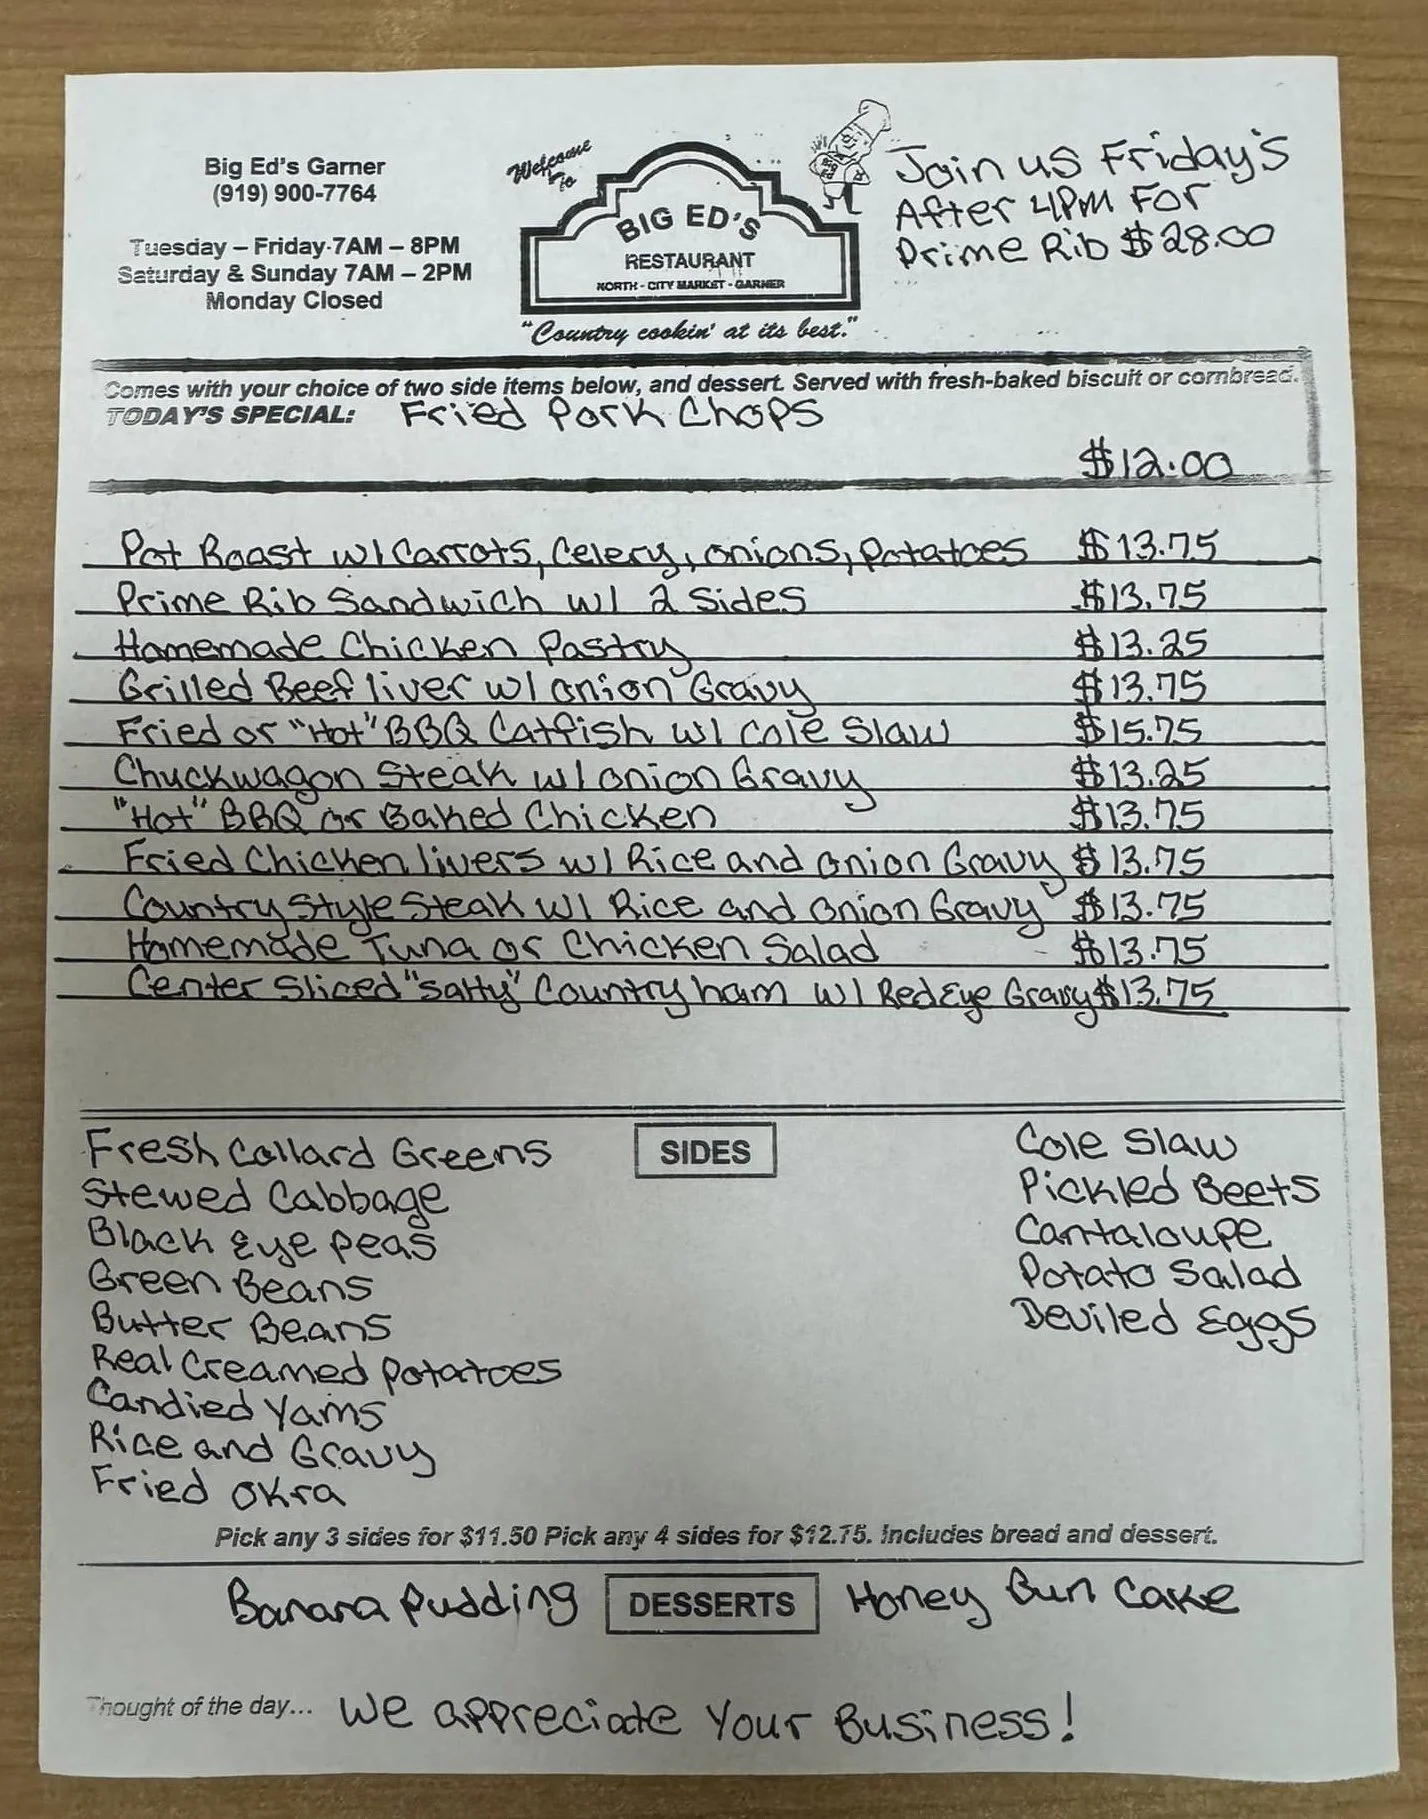 Big Ed's Garner
(919) 900-7764
Tuesday – Friday 7AM – 8PM
Saturday & Sunday 7AM – 2PM
Monday Closed
Welcome
To
BIG ED'S
RESTAURANT
NORTH - CITY MARKET - GARNER
"Country cookin' at its best."
Join us Friday's
After 4PM For
Prime Rib $28.00
Comes with your choice of two side items below, and dessert. Served with fresh-baked biscuit or cornbread.
TODAY'S SPECIAL: Fried Pork Chops
$12.00
Pot Roast w/ Carrots, Celery, onions, potatoes $13.75
Prime Rib Sandwich w/ 2 Sides $13.75
Homemade Chicken Pastry $13.25
Grilled Beef liver w/ onion Gravy $13.75
Fried or "Hot" BBQ Catfish w/ Cole Slaw $15.75
Chuckwagon Steak w/ onion Gravy $13.25
"Hot" BBQ or Baked Chicken $13.75
Fried Chicken livers w/ Rice and onion Gravy $13.75
Country Style Steak w/ Rice and onion Gravy $13.75
Homemade Tuna or Chicken Salad $13.75
Center Sliced "salty" Country ham w/ Red Eye Gravy $13.75
SIDES
Fresh Collard Greens
Stewed Cabbage
Black Eye peas
Green Beans
Butter Beans
Real Creamed Potatoes
Candied Yams
Rice and Gravy
Fried Okra
Cole Slaw
Pickled Beets
Cantaloupe
Potato Salad
Deviled Eggs
Pick any 3 sides for $11.50 Pick any 4 sides for $12.75. Includes bread and dessert.
Banana Pudding DESSERTS Honey Bun Cake
Thought of the day... We appreciate Your Business!